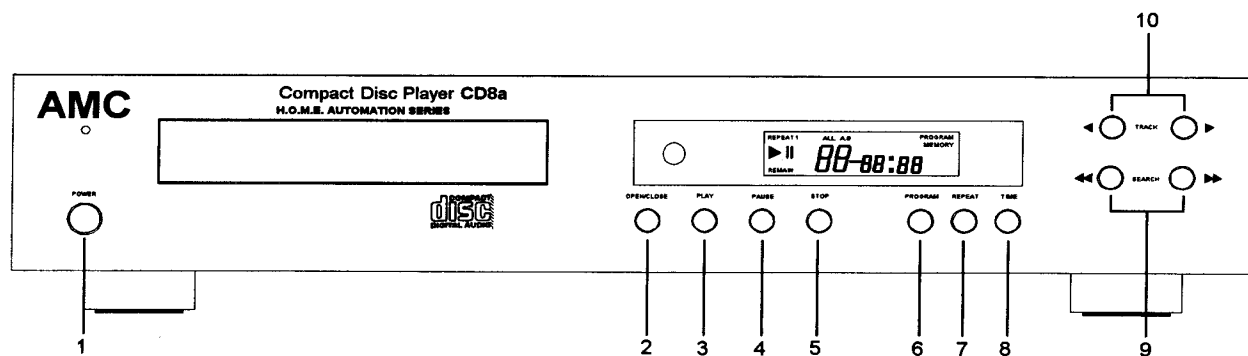 10
AMC
Compact Disc Player CD8a
H.O.M.E. AUTOMATION SERIES
REPEAT 1 ALL A.B PROGRAM
MEMORY
88-88:88
REMAIN
TRACK
SEARCH
POWER
COMPACT
disc
DIGITAL AUDIO
OPEN/CLOSE PLAY PAUSE STOP PROGRAM REPEAT TIME
1 2 3 4 5 6 7 8 9